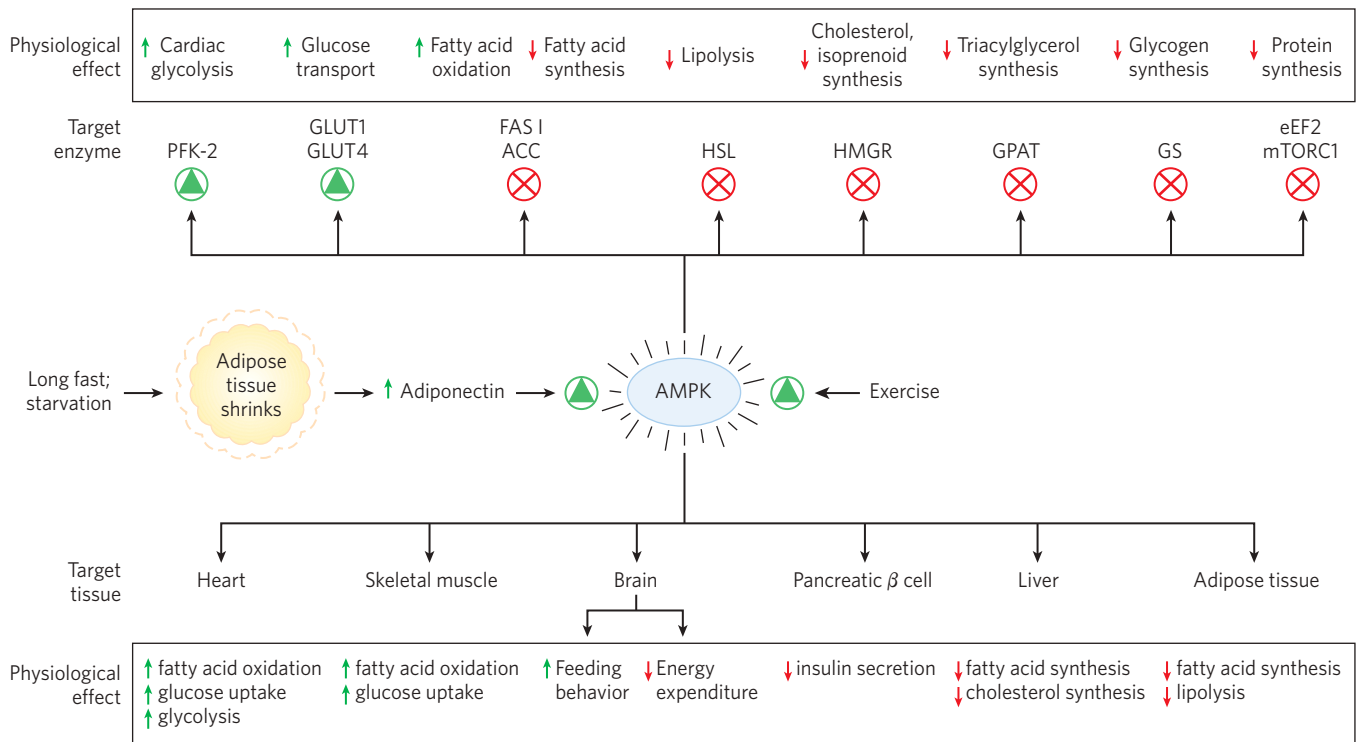 Physiological
effect
Cardiac
glycolysis
Glucose
transport
Fatty acid
oxidation
Fatty acid
synthesis
Lipolysis
Cholesterol,
isoprenoid
synthesis
Triacylglycerol
synthesis
Glycogen
synthesis
Protein
synthesis
Target
enzyme
PFK-2
GLUT1
GLUT4
FAS I
ACC
HSL
HMGR
GPAT
GS
eEF2
mTORC1
Long fast;
starvation
Adipose
tissue
shrinks
Adiponectin
AMPK
Exercise
Target
tissue
Heart
Skeletal muscle
Brain
Pancreatic β cell
Liver
Adipose tissue
Physiological
effect
fatty acid oxidation
glucose uptake
glycolysis
fatty acid oxidation
glucose uptake
Feeding
behavior
Energy
expenditure
insulin secretion
fatty acid synthesis
cholesterol synthesis
fatty acid synthesis
lipolysis